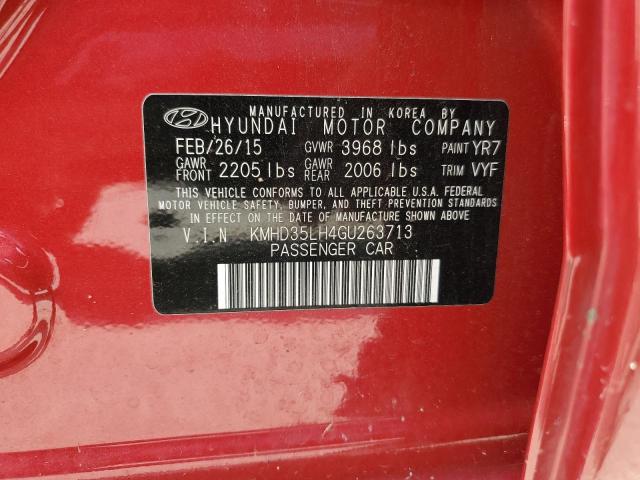 MANUFACTURED IN KOREA BY
HYUNDAI MOTOR COMPANY
FEB/26/15 GVWR 3968 lbs PAINT YR7
GAWR FRONT 2205 lbs GAWR REAR 2006 lbs TRIM VYF
THIS VEHICLE CONFORMS TO ALL APPLICABLE U.S.A. FEDERAL
MOTOR VEHICLE SAFETY, BUMPER, AND THEFT PREVENTION STANDARDS
IN EFFECT ON THE DATE OF MANUFACTURE SHOWN ABOVE
V.I.N KMHD35LH4GU263713
PASSENGER CAR